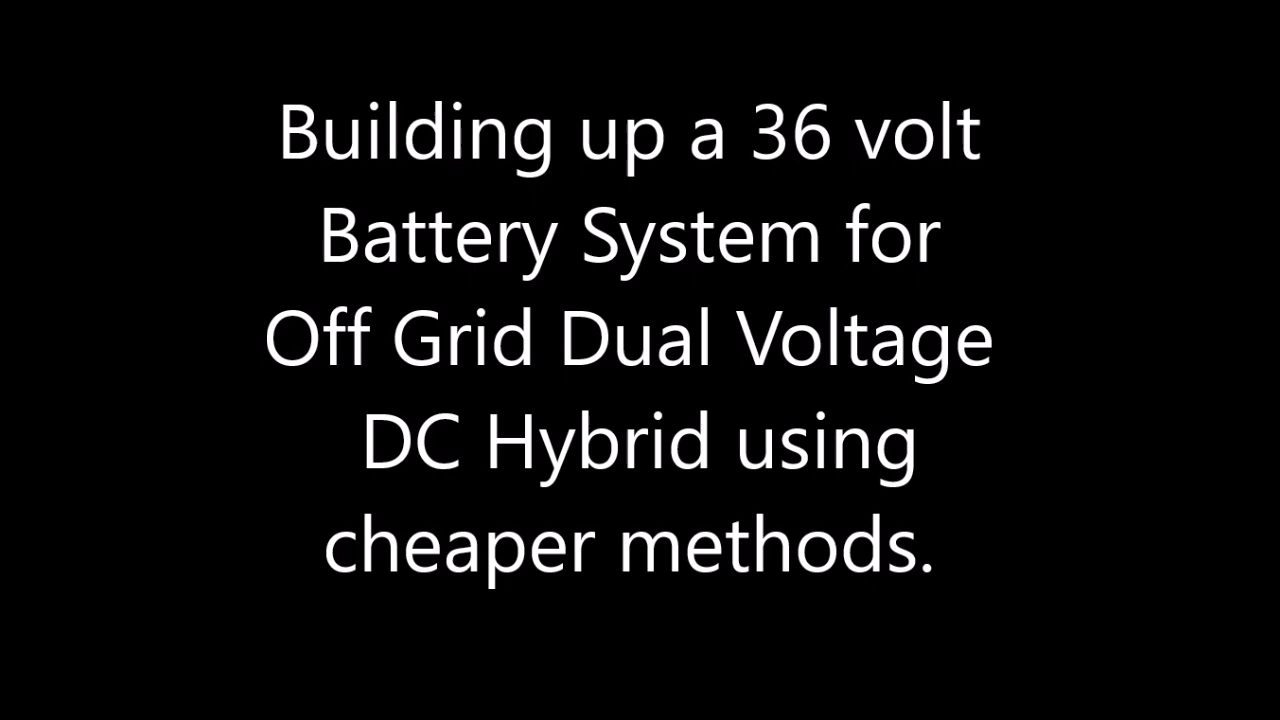 Building up a 36 volt
Battery System for
Off Grid Dual Voltage
DC Hybrid using
cheaper methods.